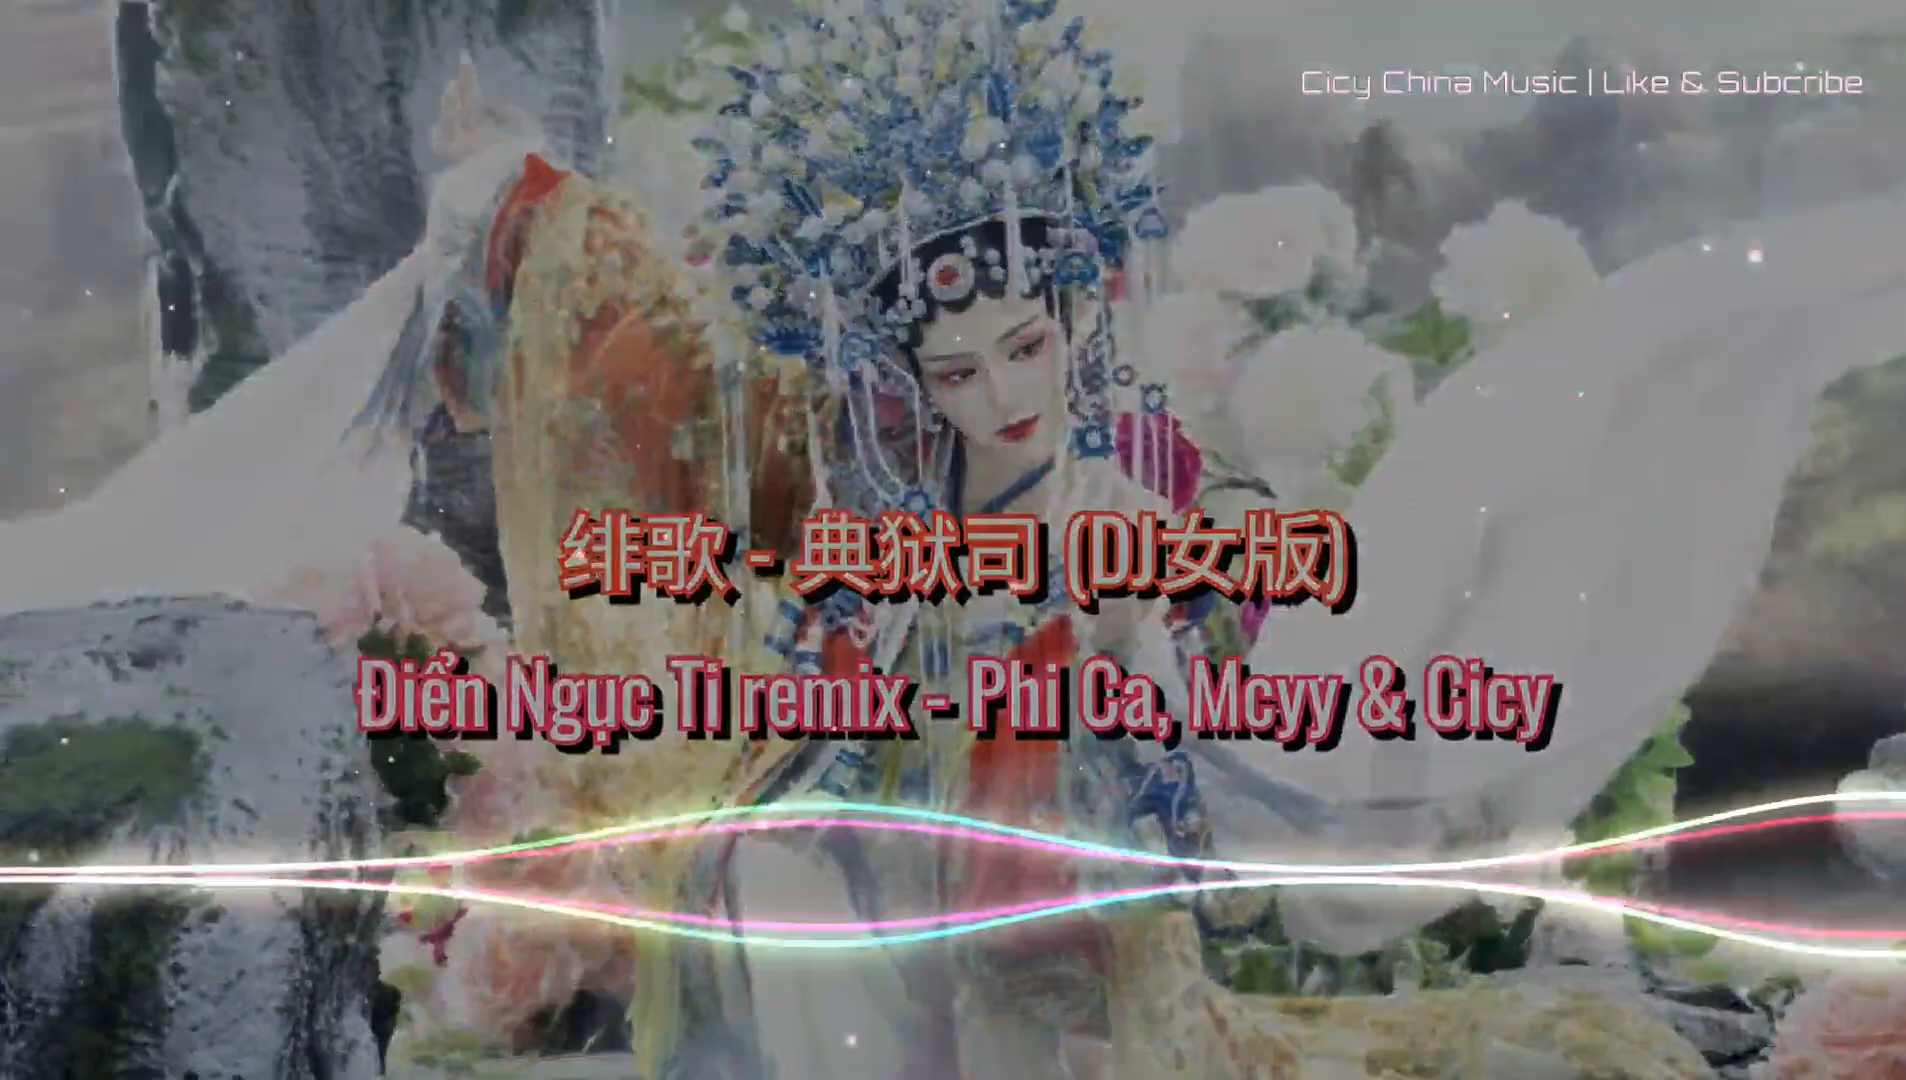 Cicy China Music | Like & Subcribe
绯歌 - 典狱司 (DJ女版)
Điển Ngục Ti remix - Phi Ca, Mcyy & Cicy